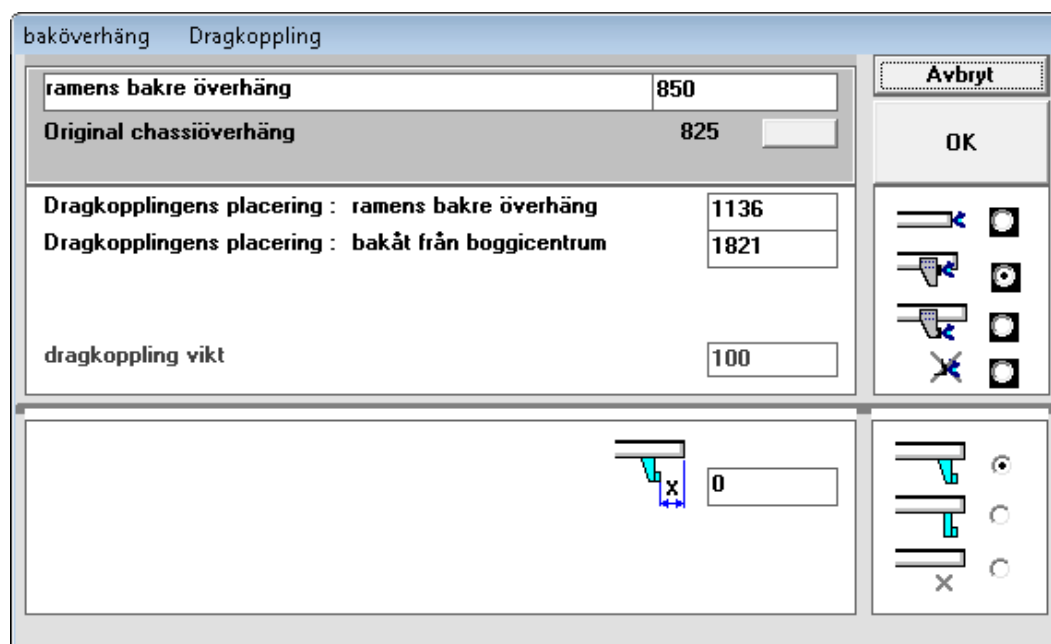 baköverhäng Dragkoppling
ramens bakre överhäng 850
Original chassiöverhäng 825
Avbryt
OK
Dragkopplingens placering : ramens bakre överhäng 1136
Dragkopplingens placering : bakåt från boggicentrum 1821
dragkoppling vikt 100
x
0